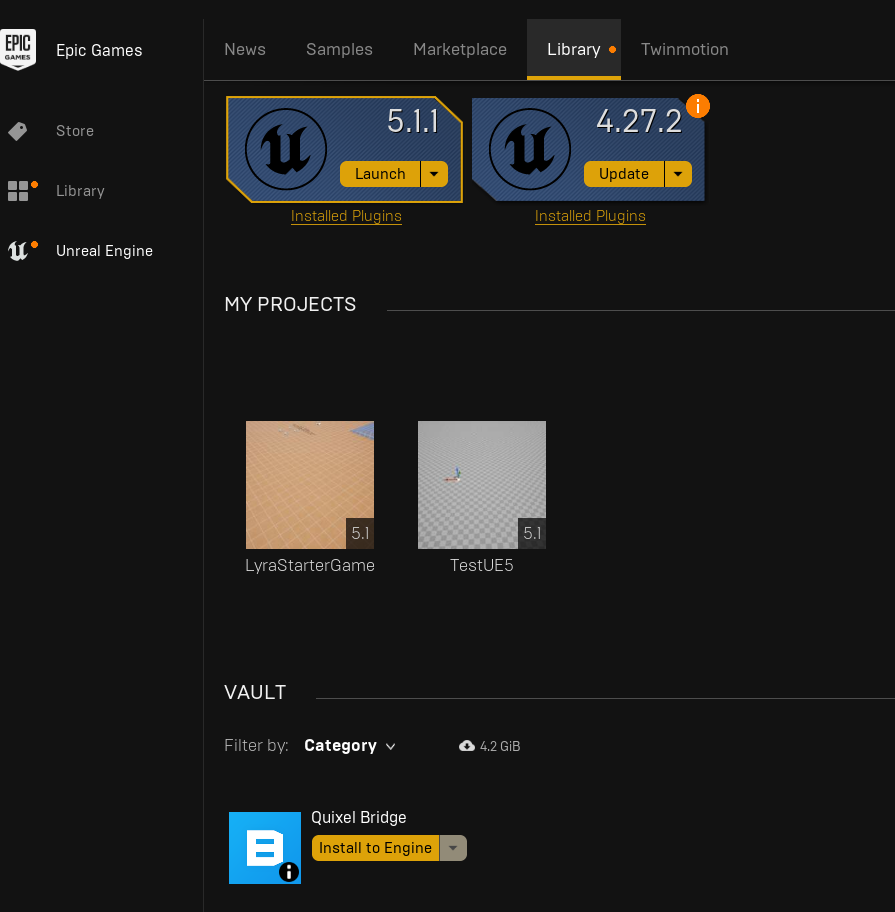 EPIC
GAMES
Epic Games
Store
Library
Unreal Engine
News
Samples
Marketplace
Library
Twinmotion
5.1.1
Launch
Installed Plugins
4.27.2
Update
Installed Plugins
MY PROJECTS
5.1
LyraStarterGame
5.1
TestUE5
VAULT
Filter by:
Category
4.2 GiB
Quixel Bridge
Install to Engine